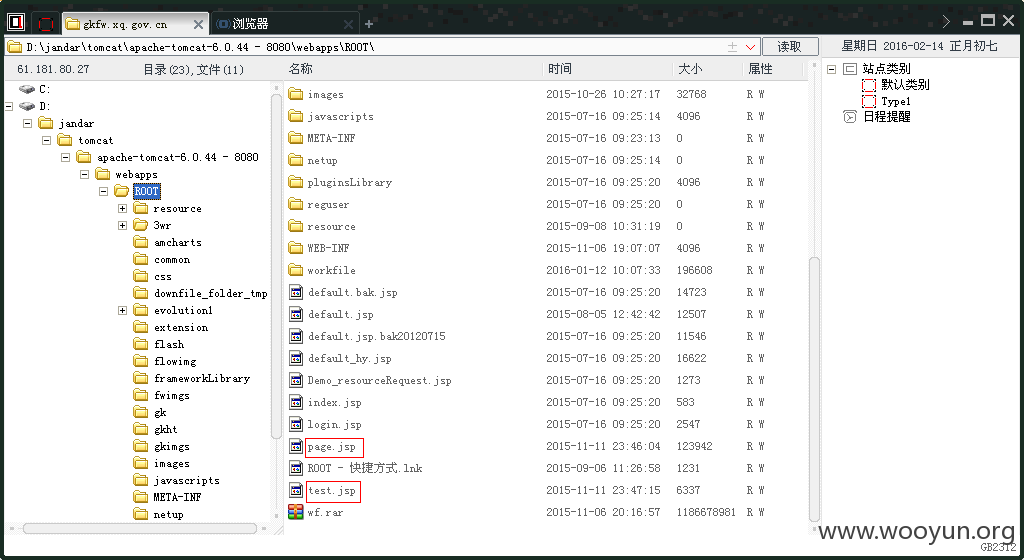 gkfw.xq.gov.cn
浏览器
D:\jandar\tomcat\apache-tomcat-6.0.44 - 8080\webapps\ROOT\
读取
星期日 2016-02-14 正月初七
61.181.80.27
目录(23),文件(11)
名称 时间 大小 属性
C:
D:
jandar
tomcat
apache-tomcat-6.0.44 - 8080
webapps
ROOT
resource
3wr
amcharts
common
css
downfile_folder_tmp
evolution1
extension
flash
flowimg
frameworkLibrary
fwings
gk
gkht
gkimgs
images
javascripts
META-INF
netup
images 2015-10-26 10:27:17 32768 R W
javascripts 2015-07-16 09:25:14 4096 R W
META-INF 2015-07-16 09:23:13 0 R W
netup 2015-07-16 09:25:14 0 R W
pluginsLibrary 2015-07-16 09:25:20 4096 R W
reguser 2015-07-16 09:25:20 0 R W
resource 2015-09-08 10:31:19 0 R W
WEB-INF 2015-11-06 19:07:07 4096 R W
workfile 2016-01-12 10:07:33 196608 R W
default.bak.jsp 2015-07-16 09:25:20 14723 R W
default.jsp 2015-08-05 12:42:42 12507 R W
default.jsp.bak20120715 2015-07-16 09:25:20 11546 R W
default_hy.jsp 2015-07-16 09:25:20 16622 R W
Demo_resourceRequest.jsp 2015-07-16 09:25:20 1273 R W
index.jsp 2015-07-16 09:25:20 583 R W
login.jsp 2015-07-16 09:25:20 2547 R W
page.jsp 2015-11-11 23:46:04 123942 R W
ROOT - 快捷方式.lnk 2015-09-06 11:26:58 1231 R W
test.jsp 2015-11-11 23:47:15 6337 R W
wf.rar 2015-11-06 20:16:57 1186678981 R W
站点类别
默认类别
Type1
日程提醒
www.wooyun.org
GB2312